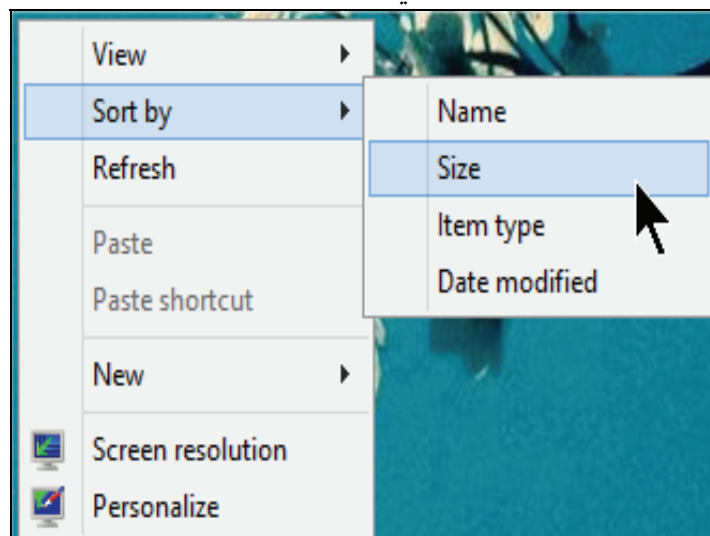 View
Sort by
Refresh
Paste
Paste shortcut
New
Screen resolution
Personalize
Name
Size
Item type
Date modified